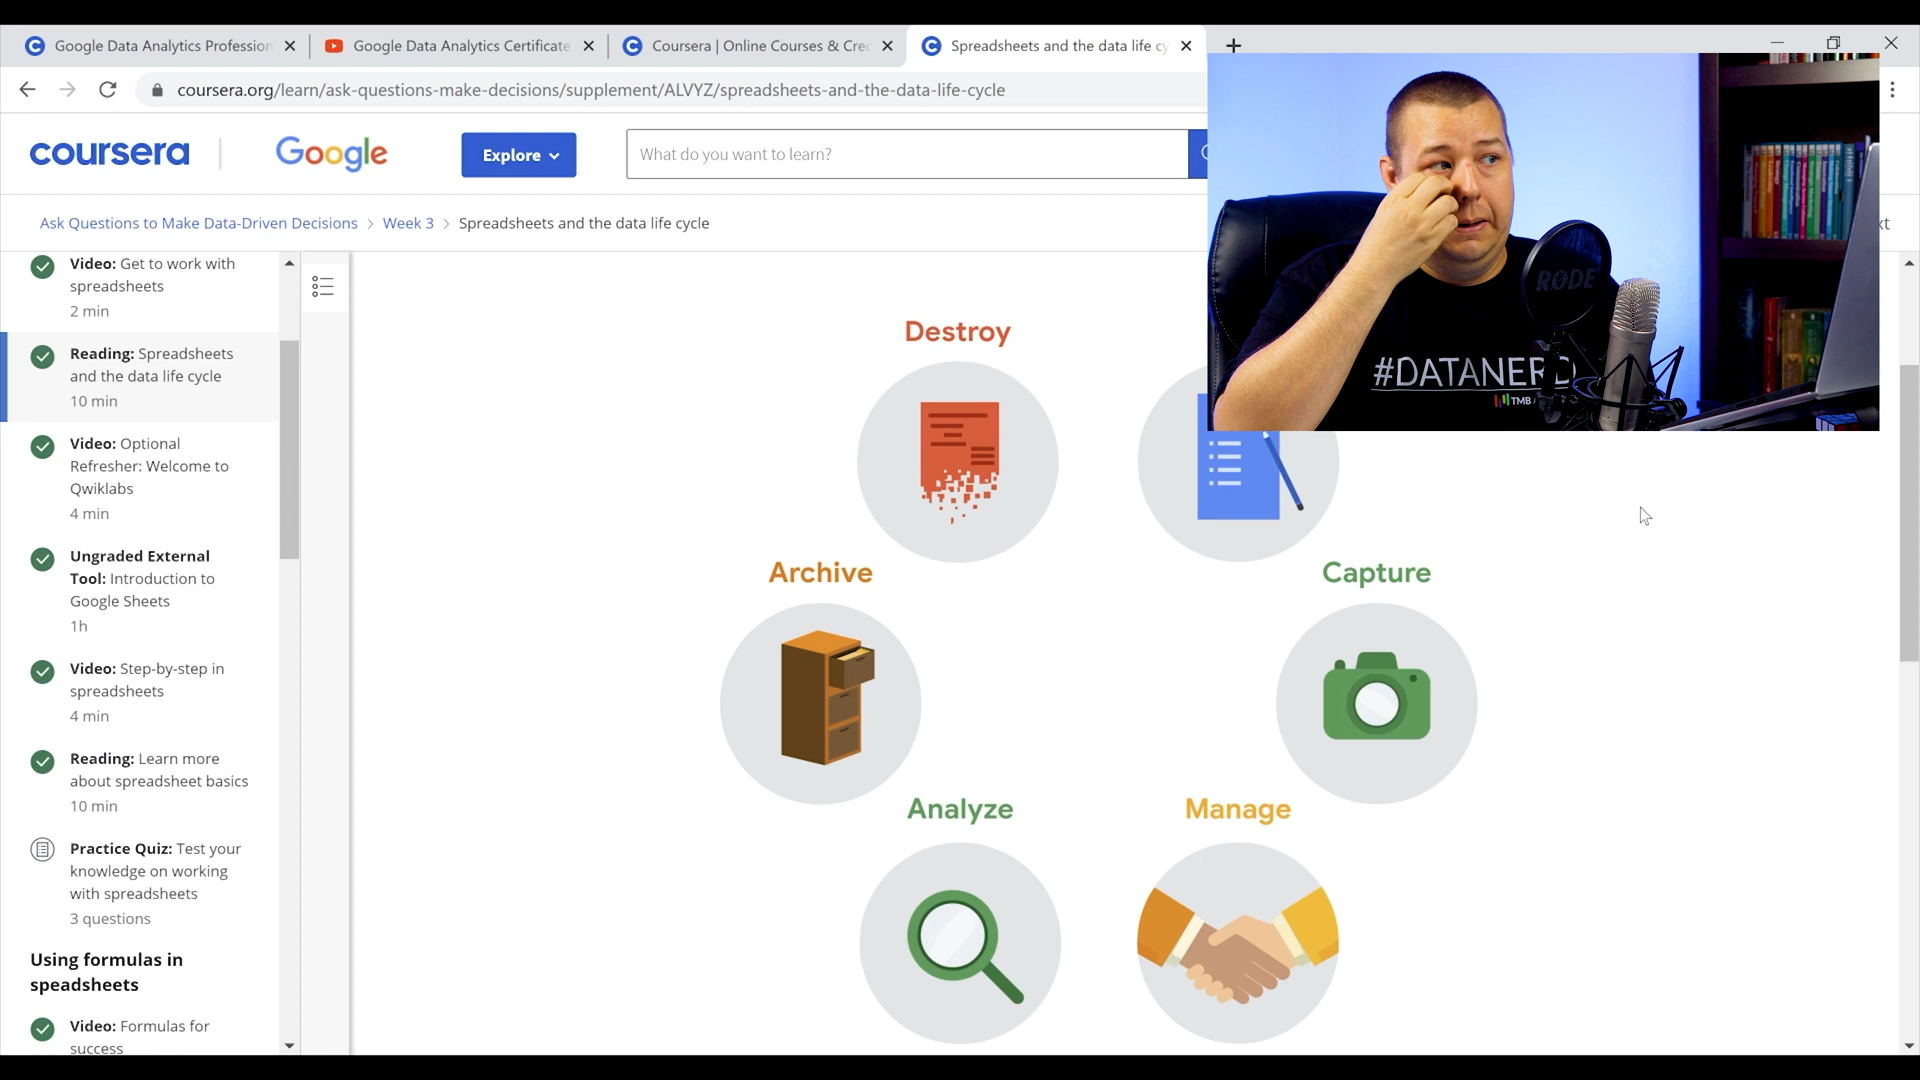 Google Data Analytics Profession
Google Data Analytics Certificate
Coursera | Online Courses & Cred
Spreadsheets and the data life cy
coursera.org/learn/ask-questions-make-decisions/supplement/ALVYZ/spreadsheets-and-the-data-life-cycle
coursera
Google
Explore
What do you want to learn?
Ask Questions to Make Data-Driven Decisions > Week 3 > Spreadsheets and the data life cycle
xt
Video: Get to work with
spreadsheets
2 min
Reading: Spreadsheets
and the data life cycle
10 min
Video: Optional
Refresher: Welcome to
Qwiklabs
4 min
Ungraded External
Tool: Introduction to
Google Sheets
1h
Video: Step-by-step in
spreadsheets
4 min
Reading: Learn more
about spreadsheet basics
10 min
Practice Quiz: Test your
knowledge on working
with spreadsheets
3 questions
Using formulas in
speadsheets
Video: Formulas for
success
Destroy
Archive
Capture
Analyze
Manage
RØDE
#DATANERD
TMB